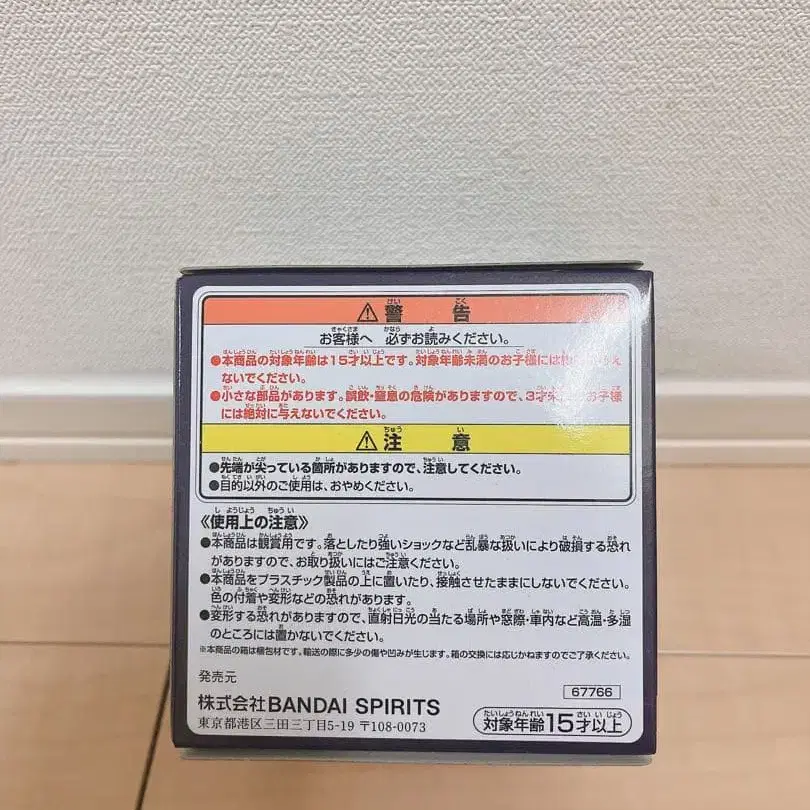 ⚠警告
お客様へ 必ずお読みください。
●本商品の対象年齢は15才以上です。対象年齢未満のお子様には 与え
ないでください。
●小さな部品があります。誤飲・窒息の危険がありますので、3才 お子様
には絶対に与えないでください。
⚠注意
●先端が尖っている箇所がありますので、注意してください。
●目的以外のご使用は、おやめください。
《使用上の注意》
●本商品は観賞用です。落としたり強いショックなど乱暴な扱いにより破損する恐れ
がありますので、お取り扱いにはご注意ください。
●本商品をプラスチック製品の上に置いたり、接触させたままにしないでください。
色の付着や変形などの恐れがあります。
●変形する恐れがありますので、直射日光の当たる場所や窓際・車内など高温・多湿
のところには置かないでください。
※本商品の箱は梱包材です。輸送の際に多少の傷や凹みが生じます。箱の交換には応じかねますのでご了承ください。
発売元
株式会社BANDAI SPIRITS
東京都港区三田三丁目5-19 〒108-0073
67766
対象年齢15才以上